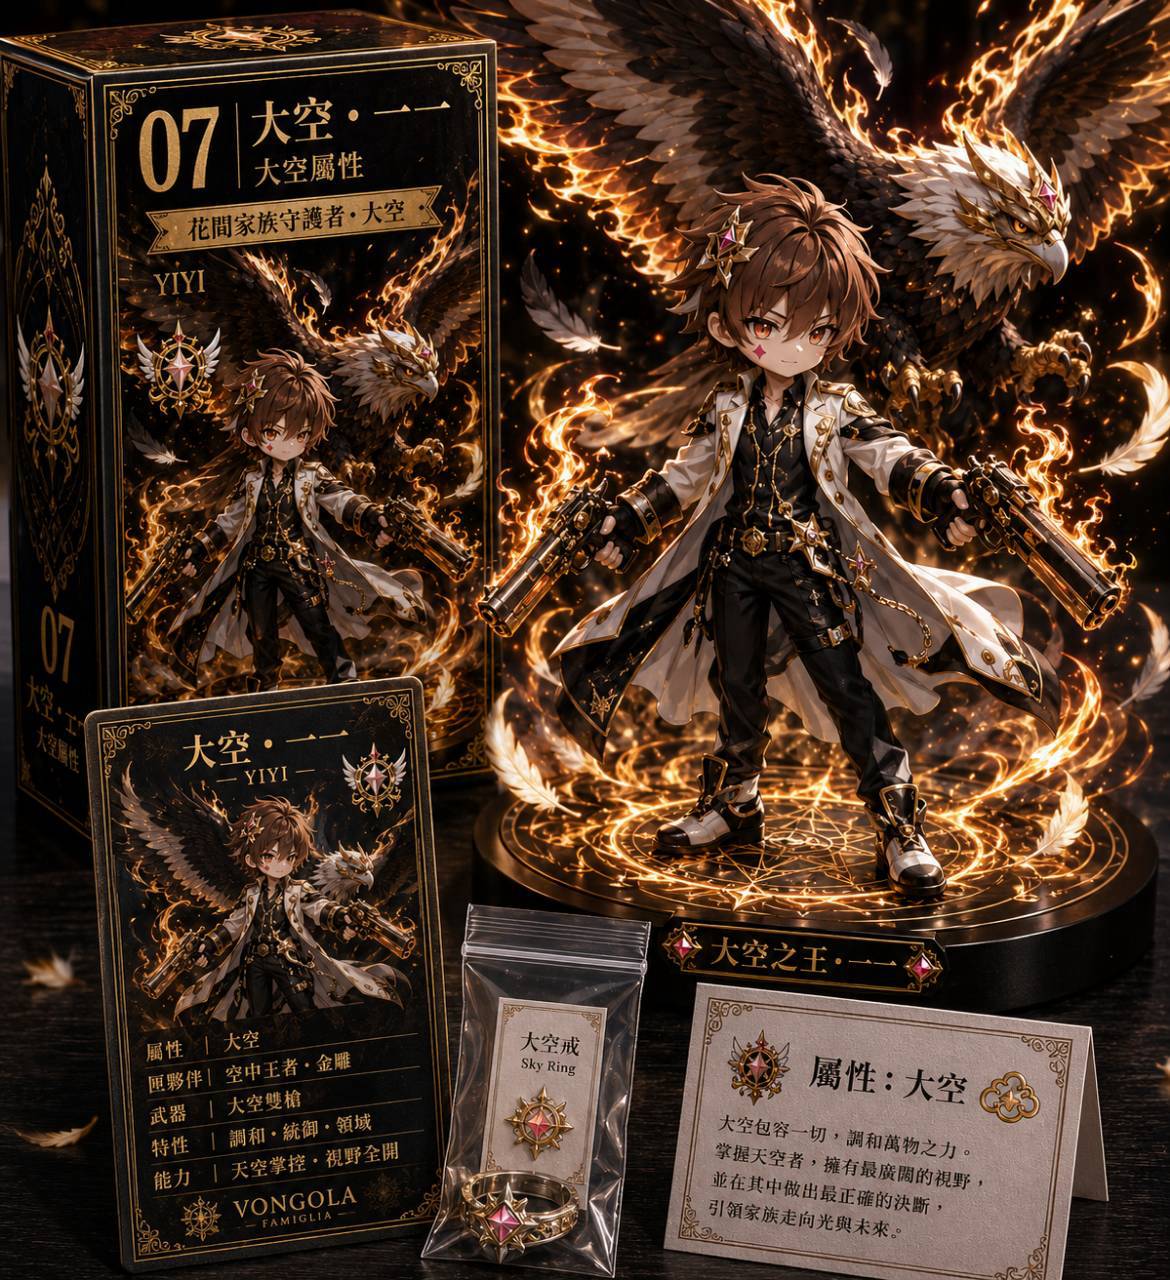 07
大空・一一
大空屬性
花間家族守護者・大空
YIYI
07
大空屬性
大空・一一
YIYI
屬性 | 大空
匣夥伴 | 空中王者・金雕
武器 | 大空雙槍
特性 | 調和・統御・領域
能力 | 天空掌控・視野全開
VONGOLA
FAMIGLIA
大空戒
Sky Ring
大空之王・一一
屬性：大空
大空包容一切，調和萬物之力。
掌握天空者，擁有最廣闊的視野，
並在其中做出最正確的決斷，
引領家族走向光與未來。